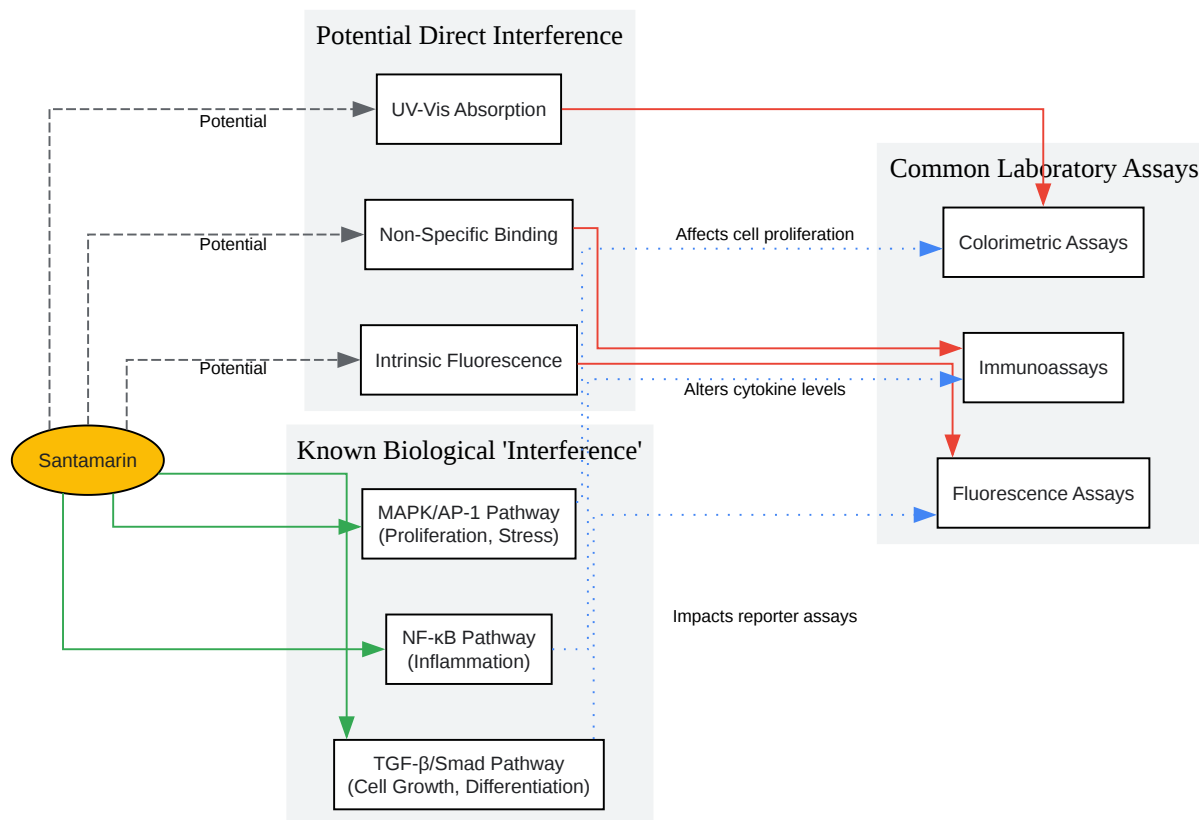 Potential Direct Interference
UV-Vis Absorption
Potential
Common Laboratory Assays
Non-Specific Binding
Potential
Affects cell proliferation
Colorimetric Assays
Intrinsic Fluorescence
Potential
Immunoassays
Alters cytokine levels
Known Biological 'Interference'
Santamarin
Fluorescence Assays
MAPK/AP-1 Pathway
(Proliferation, Stress)
Impacts reporter assays
NF-κB Pathway
(Inflammation)
TGF-β/Smad Pathway
(Cell Growth, Differentiation)